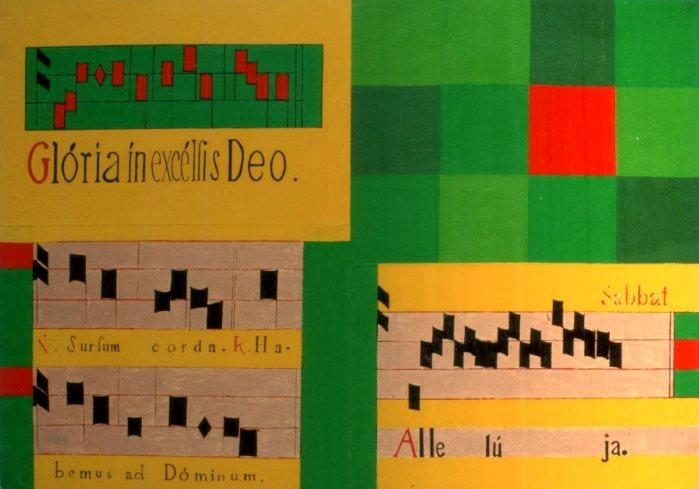 Glória in excélsis Deo.
V. Sursum corda. R. Ha-
bemus ad Dóminum.
Sabbat
Alle lú ja.